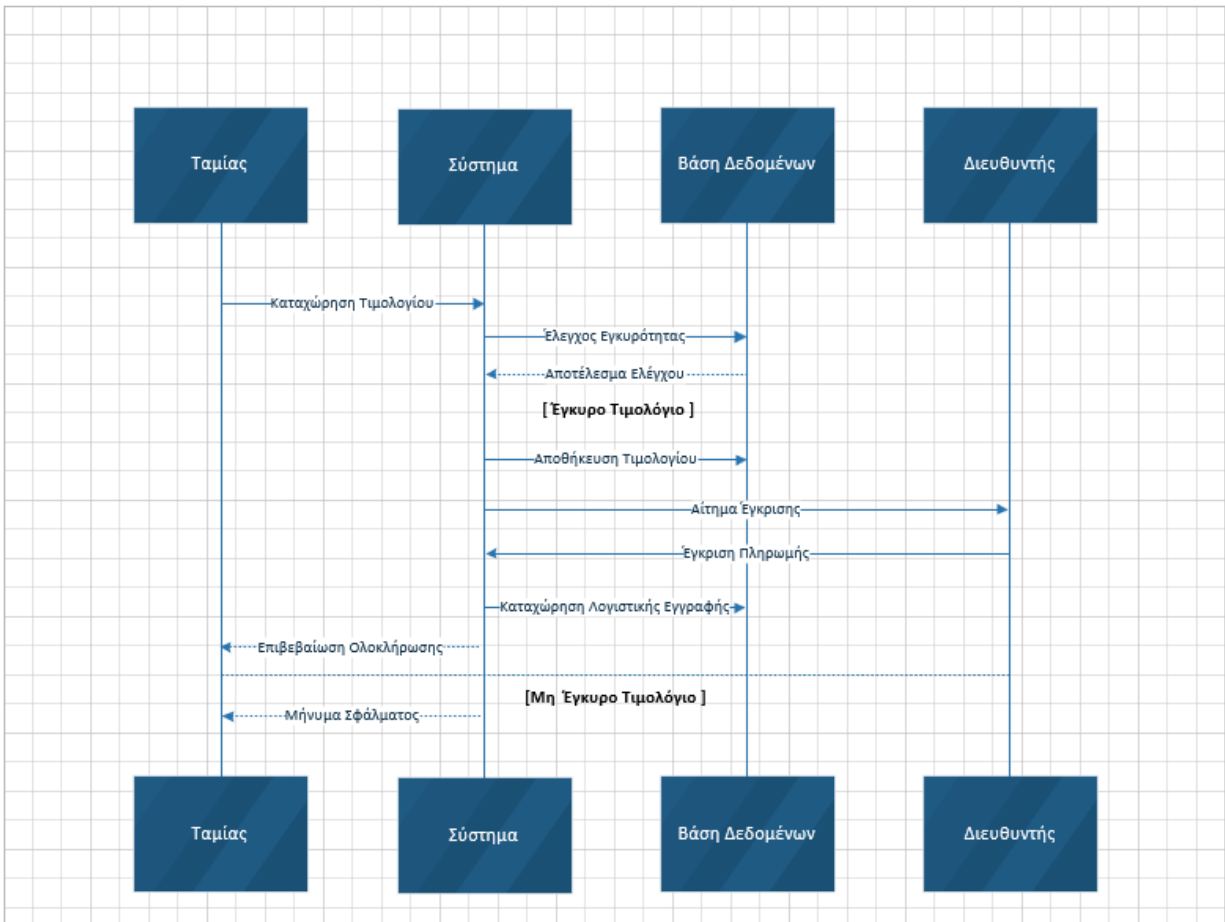 Ταμίας
Σύστημα
Βάση Δεδομένων
Διευθυντής
Καταχώρηση Τιμολογίου
Έλεγχος Εγκυρότητας
Αποτέλεσμα Ελέγχου
[ Έγκυρο Τιμολόγιο ]
Αποθήκευση Τιμολογίου
Αίτημα Έγκρισης
Έγκριση Πληρωμής
Καταχώρηση Λογιστικής Εγγραφής
Επιβεβαίωση Ολοκλήρωσης
[Μη Έγκυρο Τιμολόγιο ]
Μήνυμα Σφάλματος
Ταμίας
Σύστημα
Βάση Δεδομένων
Διευθυντής